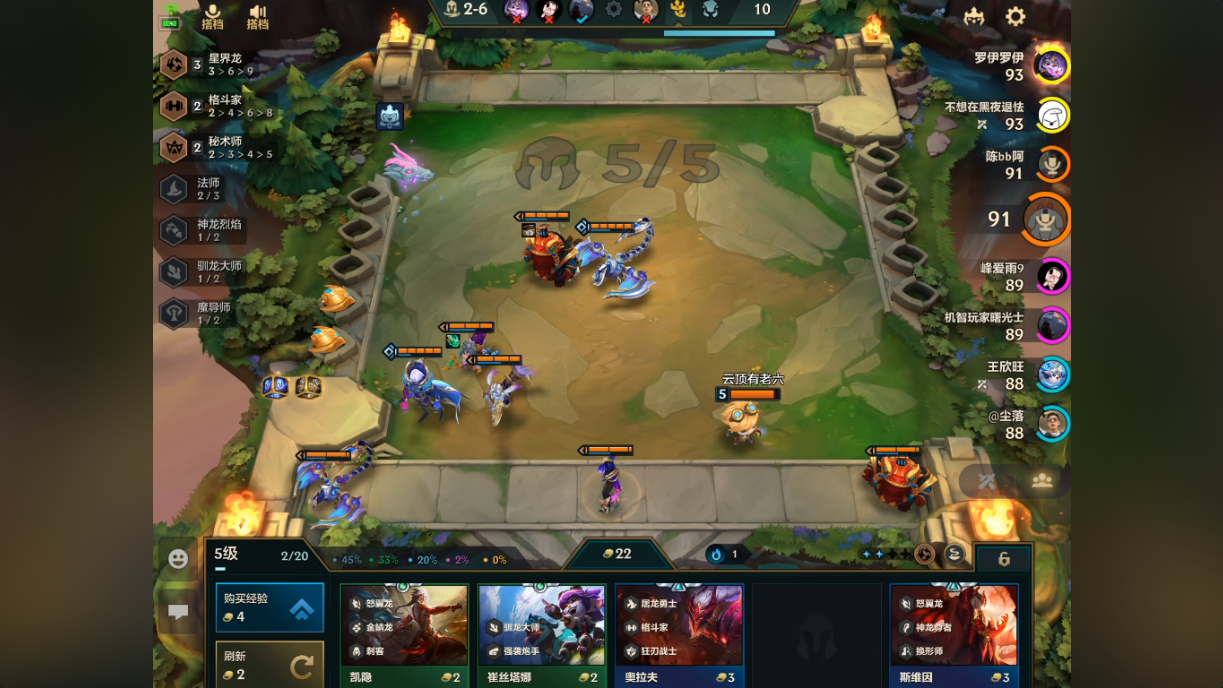 搭档
搭档
2-6
10
3
星界龙
3 > 6 > 9
2
格斗家
2 > 4 > 6 > 8
2
秘术师
2 > 3 > 4 > 5
法师
2 / 3
神龙烈焰
1 / 2
驯龙大师
1 / 2
魔导师
1 / 2
5/5
罗伊罗伊
93
不想在黑夜退怯
93
陈bb阿
91
91
峰爱雨9
89
机智玩家曙光士
89
王欣旺
88
@尘落
88
云顶有老六
5
5级
2/20
45%
33%
20%
2%
0%
22
1
6
购买经验
4
刷新
2
怒翼龙
金鳞龙
刺客
凯隐
2
驯龙大师
强袭炮手
崔丝塔娜
2
屠龙勇士
格斗家
狂刃战士
奥拉夫
3
怒翼龙
神龙尊者
换形师
斯维因
3